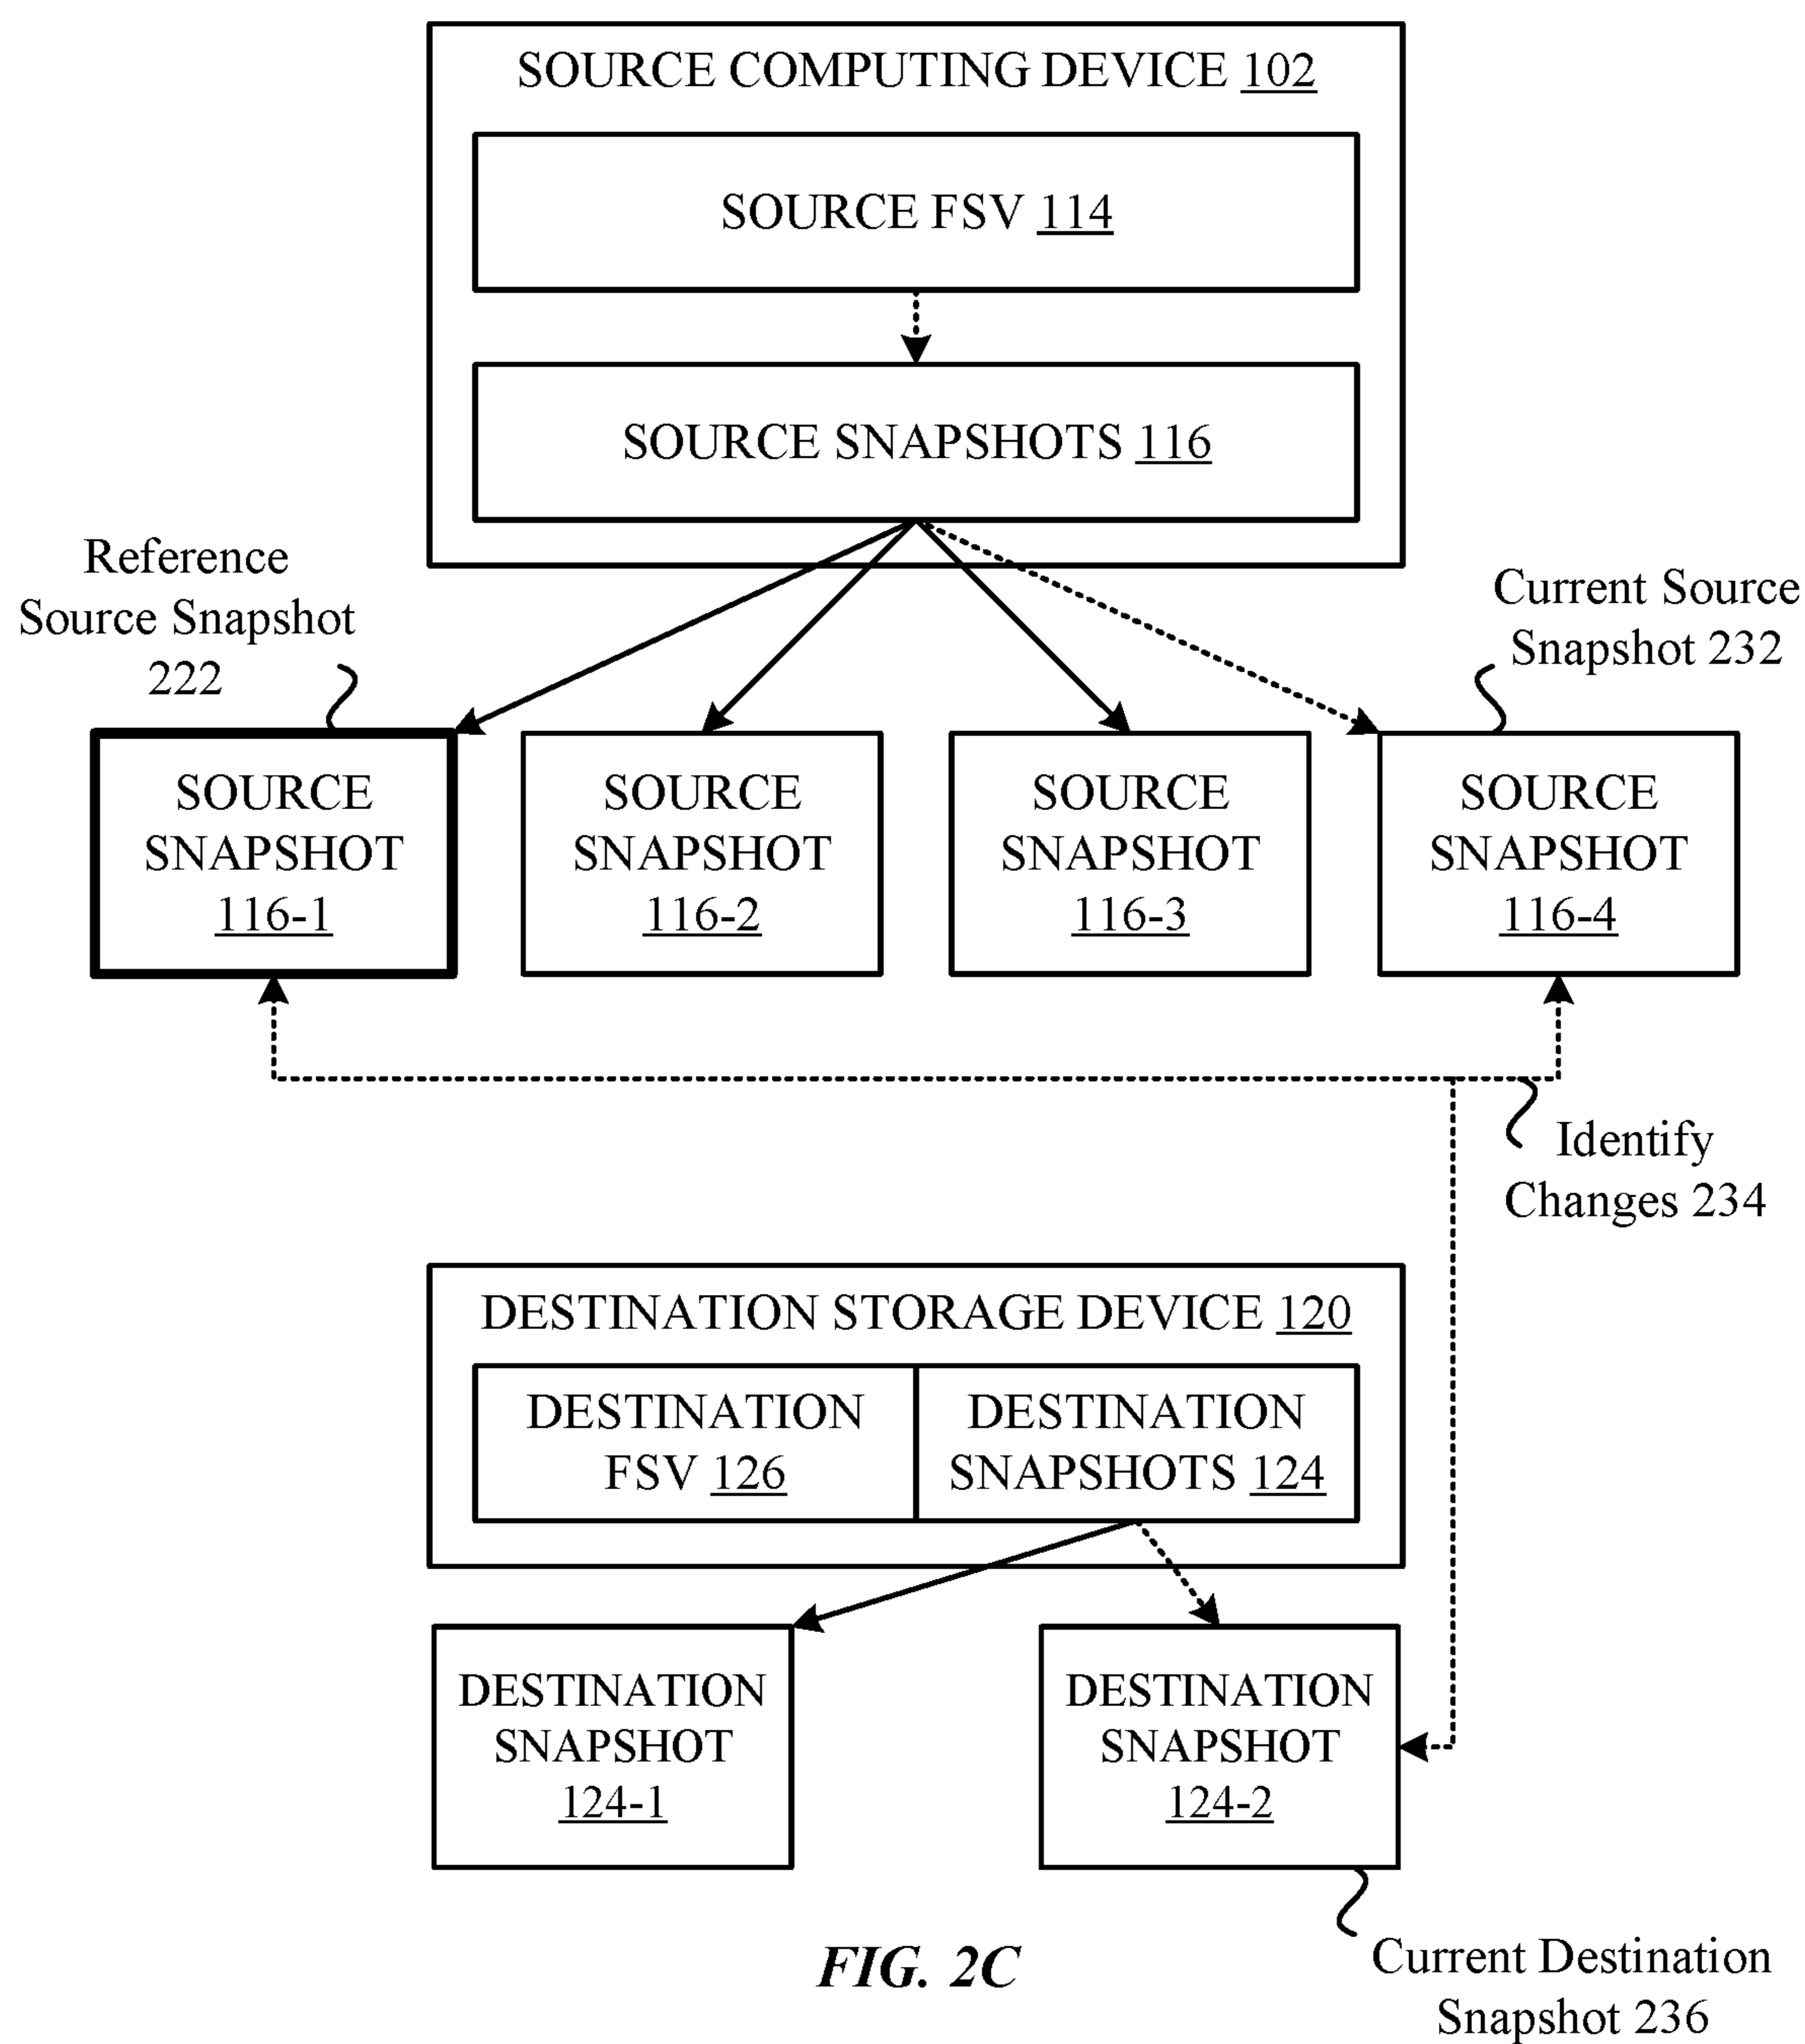 SOURCE COMPUTING DEVICE 102
SOURCE FSV 114
SOURCE SNAPSHOTS 116
Reference
Source Snapshot
222
Current Source
Snapshot 232
SOURCE
SNAPSHOT
116-1
SOURCE
SNAPSHOT
116-2
SOURCE
SNAPSHOT
116-3
SOURCE
SNAPSHOT
116-4
Identify
Changes 234
DESTINATION STORAGE DEVICE 120
DESTINATION
FSV 126
DESTINATION
SNAPSHOTS 124
DESTINATION
SNAPSHOT
124-1
DESTINATION
SNAPSHOT
124-2
FIG. 2C
Current Destination
Snapshot 236